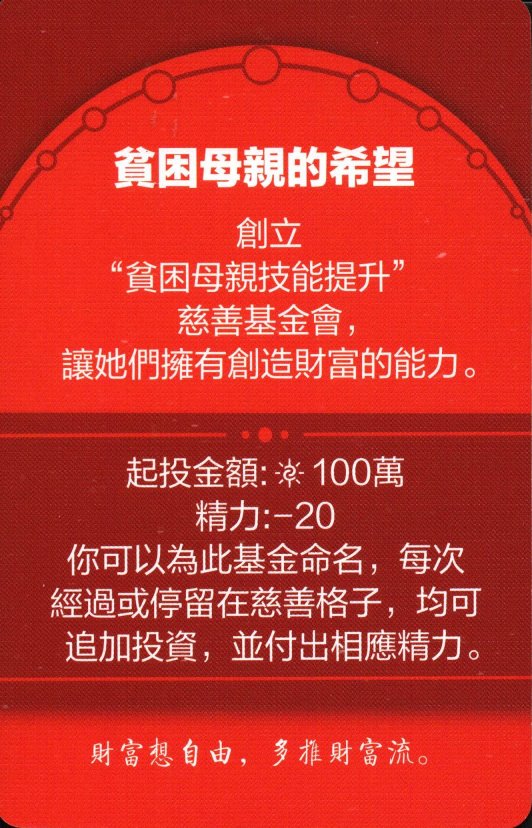 貧困母親的希望
創立
“貧困母親技能提升”
慈善基金會，
讓她們擁有創造財富的能力。
起投金額: 100萬
精力:-20
你可以為此基金命名，每次
經過或停留在慈善格子，均可
追加投資，並付出相應精力。
財富想自由，多推財富流。